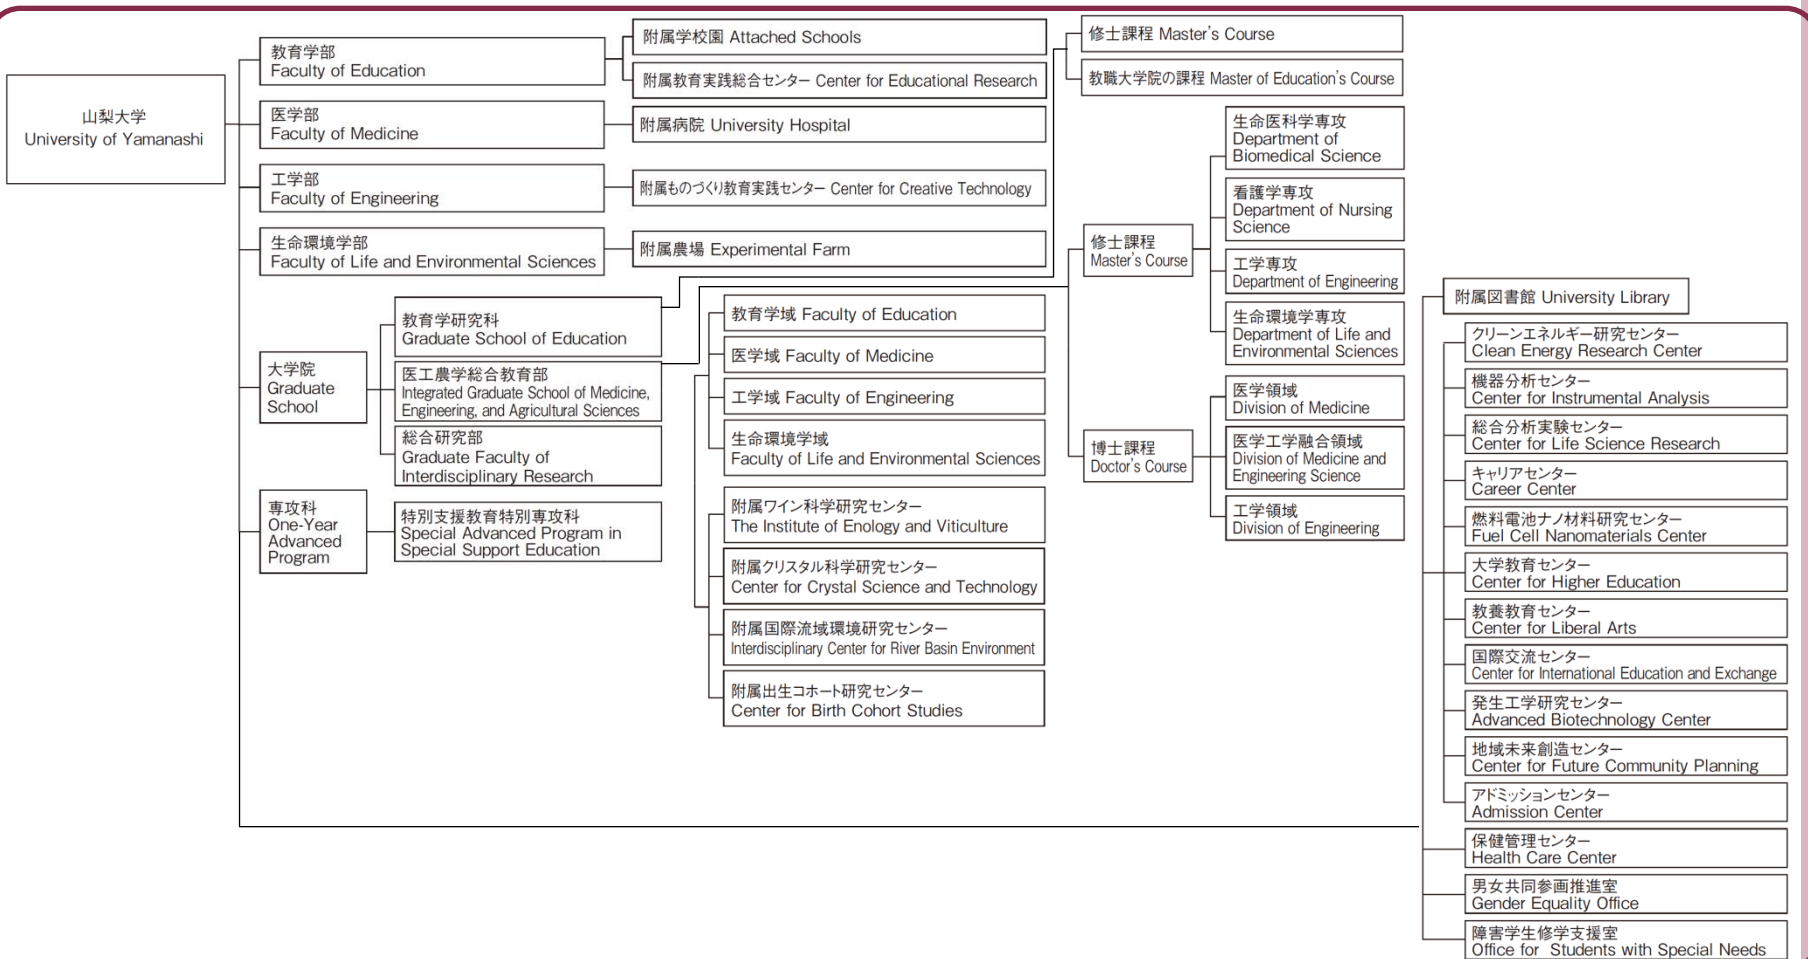 山梨大学
University of Yamanashi
教育学部
Faculty of Education
附属学校園 Attached Schools
附属教育実践総合センター Center for Educational Research
医学部
Faculty of Medicine
附属病院 University Hospital
工学部
Faculty of Engineering
附属ものづくり教育実践センター Center for Creative Technology
生命環境学部
Faculty of Life and Environmental Sciences
附属農場 Experimental Farm
大学院
Graduate
School
教育学研究科
Graduate School of Education
医工農学総合教育部
Integrated Graduate School of Medicine,
Engineering, and Agricultural Sciences
総合研究部
Graduate Faculty of
Interdisciplinary Research
専攻科
One-Year
Advanced
Program
特別支援教育特別専攻科
Special Advanced Program in
Special Support Education
教育学域 Faculty of Education
医学域 Faculty of Medicine
工学域 Faculty of Engineering
生命環境学域
Faculty of Life and Environmental Sciences
附属ワイン科学研究センター
The Institute of Enology and Viticulture
附属クリスタル科学研究センター
Center for Crystal Science and Technology
附属国際流域環境研究センター
Interdisciplinary Center for River Basin Environment
附属出生コホート研究センター
Center for Birth Cohort Studies
修士課程 Master's Course
教職大学院の課程 Master of Education's Course
修士課程
Master's Course
生命医科学専攻
Department of
Biomedical Science
看護学専攻
Department of Nursing
Science
工学専攻
Department of Engineering
生命環境学専攻
Department of Life and
Environmental Sciences
博士課程
Doctor's Course
医学領域
Division of Medicine
医学工学融合領域
Division of Medicine and
Engineering Science
工学領域
Division of Engineering
附属図書館 University Library
クリーンエネルギー研究センター
Clean Energy Research Center
機器分析センター
Center for Instrumental Analysis
総合分析実験センター
Center for Life Science Research
キャリアセンター
Career Center
燃料電池ナノ材料研究センター
Fuel Cell Nanomaterials Center
大学教育センター
Center for Higher Education
教養教育センター
Center for Liberal Arts
国際交流センター
Center for International Education and Exchange
発生工学研究センター
Advanced Biotechnology Center
地域未来創造センター
Center for Future Community Planning
アドミッションセンター
Admission Center
保健管理センター
Health Care Center
男女共同参画推進室
Gender Equality Office
障害学生修学支援室
Office for Students with Special Needs